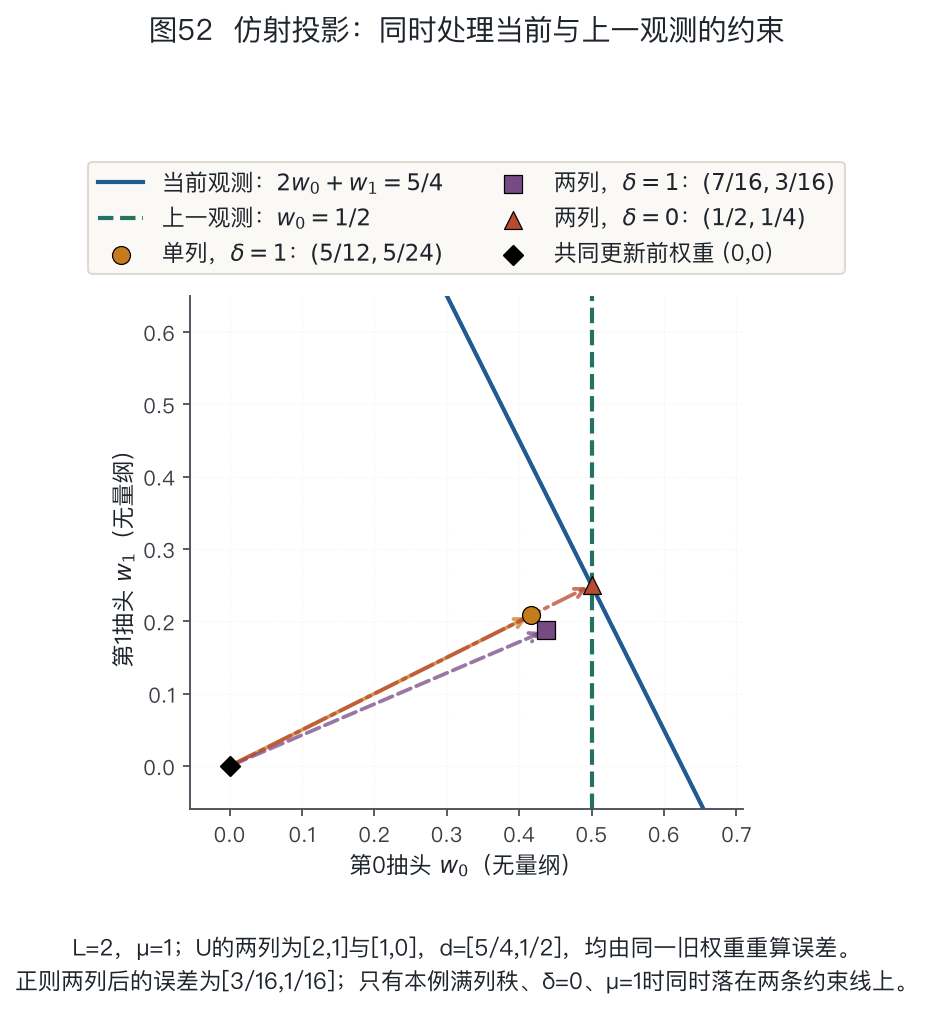 图52 仿射投影：同时处理当前与上一观测的约束
当前观测：2w₀ + w₁ = 5/4
上一观测：w₀ = 1/2
单列，δ = 1：(5/12, 5/24)
两列，δ = 1：(7/16, 3/16)
两列，δ = 0：(1/2, 1/4)
共同更新前权重 (0,0)
0.6
0.5
0.4
0.3
0.2
0.1
0.0
第1抽头 w₁（无量纲）
0.0 0.1 0.2 0.3 0.4 0.5 0.6 0.7
第0抽头 w₀（无量纲）
L=2，μ=1；U的两列为[2,1]与[1,0]，d=[5/4,1/2]，均由同一旧权重重算误差。
正则两列后的误差为[3/16,1/16]；只有本例满列秩、δ=0、μ=1时同时落在两条约束线上。